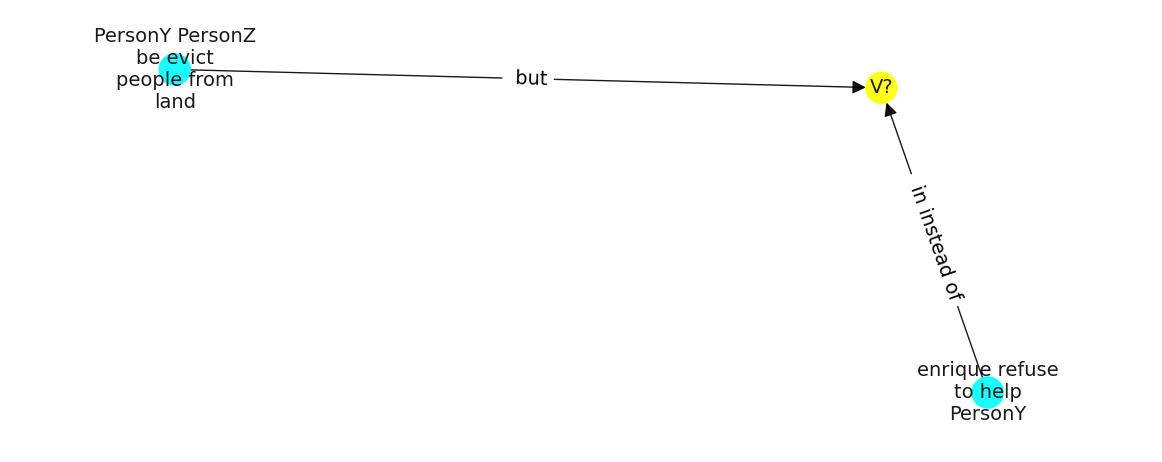 PersonY PersonZ
be evict
people from
land
but
V?
in instead of
enrique refuse
to help
PersonY